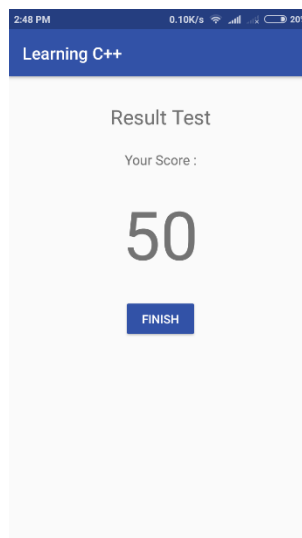 2:48 PM 0.10K/s 20%
Learning C++
Result Test
Your Score :
50
FINISH